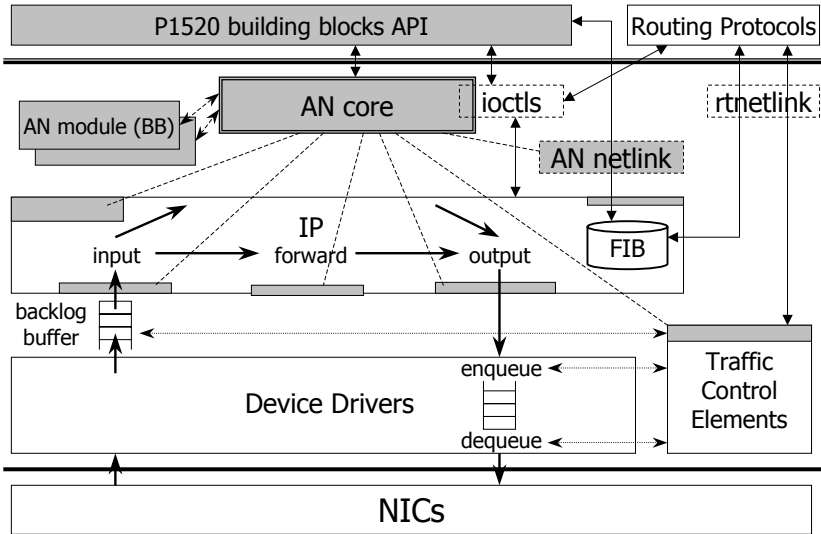 P1520 building blocks API
Routing Protocols
AN core
ioctls
rtnetlink
AN module (BB)
AN netlink
IP
input
forward
output
FIB
backlog
buffer
enqueue
Traffic
Control
Elements
Device Drivers
dequeue
NICs